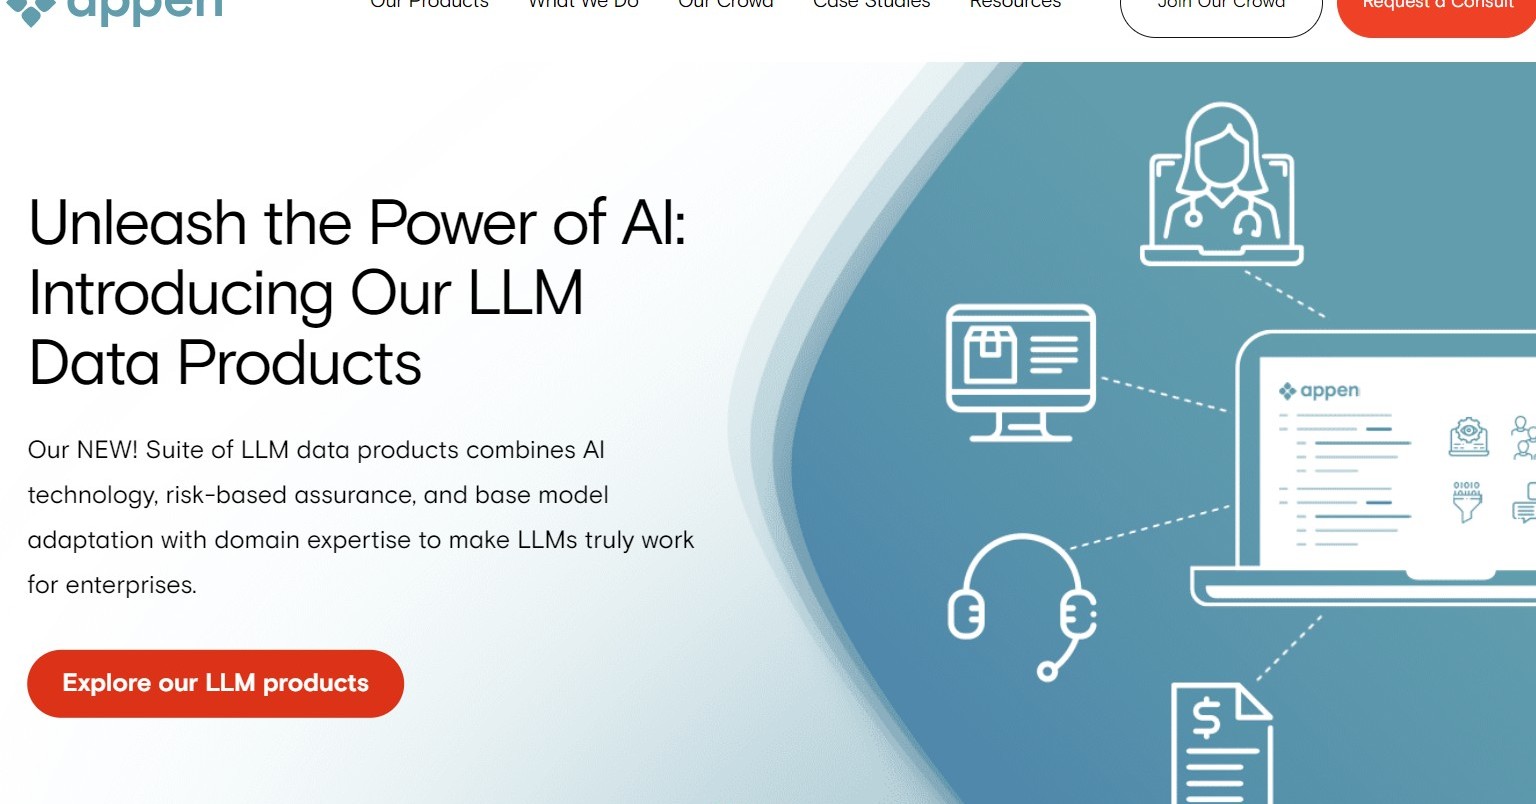 appen
Our Products What We Do Our Crowd Case Studies Resources Join Our Crowd Request a Consult
Unleash the Power of AI:
Introducing Our LLM
Data Products
Our NEW! Suite of LLM data products combines AI
technology, risk-based assurance, and base model
adaptation with domain expertise to make LLMs truly work
for enterprises.
Explore our LLM products
appen
01010
$